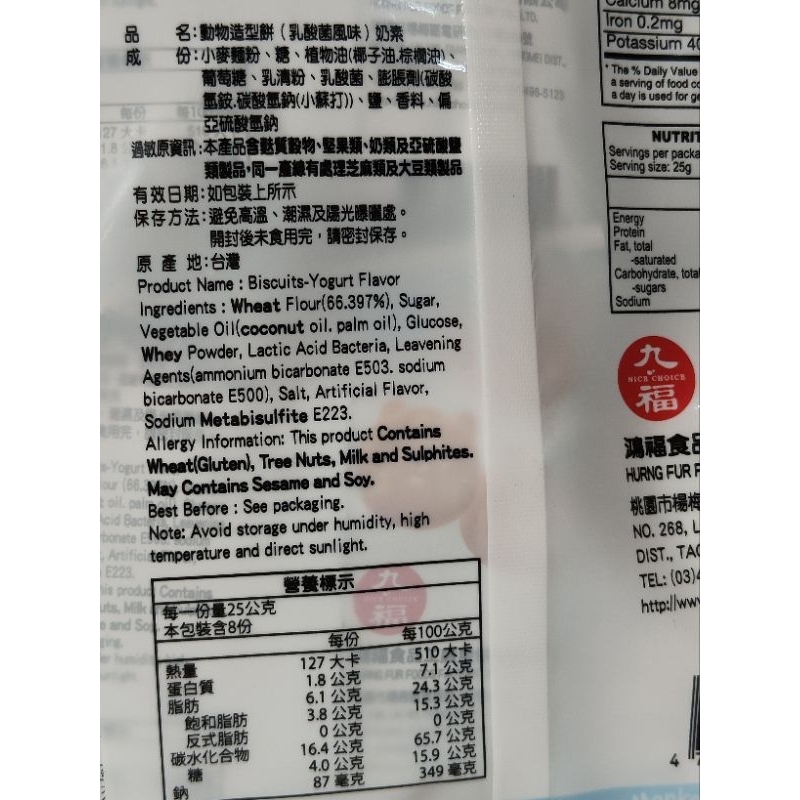 品 名：動物造型餅（乳酸菌風味）奶素
成 份：小麥麵粉、糖、植物油(椰子油.棕櫚油)、
葡萄糖、乳清粉、乳酸菌、膨脹劑(碳酸
氫銨.碳酸氫鈉(小蘇打))、鹽、香料、偏
亞硫酸氫鈉
過敏原資訊：本產品含麩質穀物、堅果類、奶類及亞硫酸鹽
類製品，同一產線有處理芝麻類及大豆類製品
有效日期：如包裝上所示
保存方法：避免高溫、潮濕及陽光曝曬處。
開封後未食用完，請密封保存。
原 產 地：台灣
Product Name : Biscuits-Yogurt Flavor
Ingredients : Wheat Flour(66.397%), Sugar,
Vegetable Oil(coconut oil. palm oil), Glucose,
Whey Powder, Lactic Acid Bacteria, Leavening
Agents(ammonium bicarbonate E503. sodium
bicarbonate E500), Salt, Artificial Flavor,
Sodium Metabisulfite E223.
Allergy Information: This product Contains
Wheat(Gluten), Tree Nuts, Milk and Sulphites.
May Contains Sesame and Soy.
Best Before : See packaging.
Note: Avoid storage under humidity, high
temperature and direct sunlight.
營養標示
每一份量25公克
本包裝含8份
每份 每100公克
熱量 127 大卡 510 大卡
蛋白質 1.8 公克 7.1 公克
脂肪 6.1 公克 24.3 公克
飽和脂肪 3.8 公克 15.3 公克
反式脂肪 0 公克 0 公克
碳水化合物 16.4 公克 65.7 公克
糖 4.0 公克 15.9 公克
鈉 87 毫克 349 毫克
Calcium 8mg
Iron 0.2mg
Potassium
* The % Daily Value
a serving of food
a day is used for
Servings per
Serving size: 25g
Energy
Protein
Fat, total
-saturated
Carbohydrate, total
-sugars
Sodium
九
NICE CHOICE
福
鴻福食品
HURNG FUR
桃園市楊梅
NO. 268,
DIST.,
TEL: (03)
http://www
4